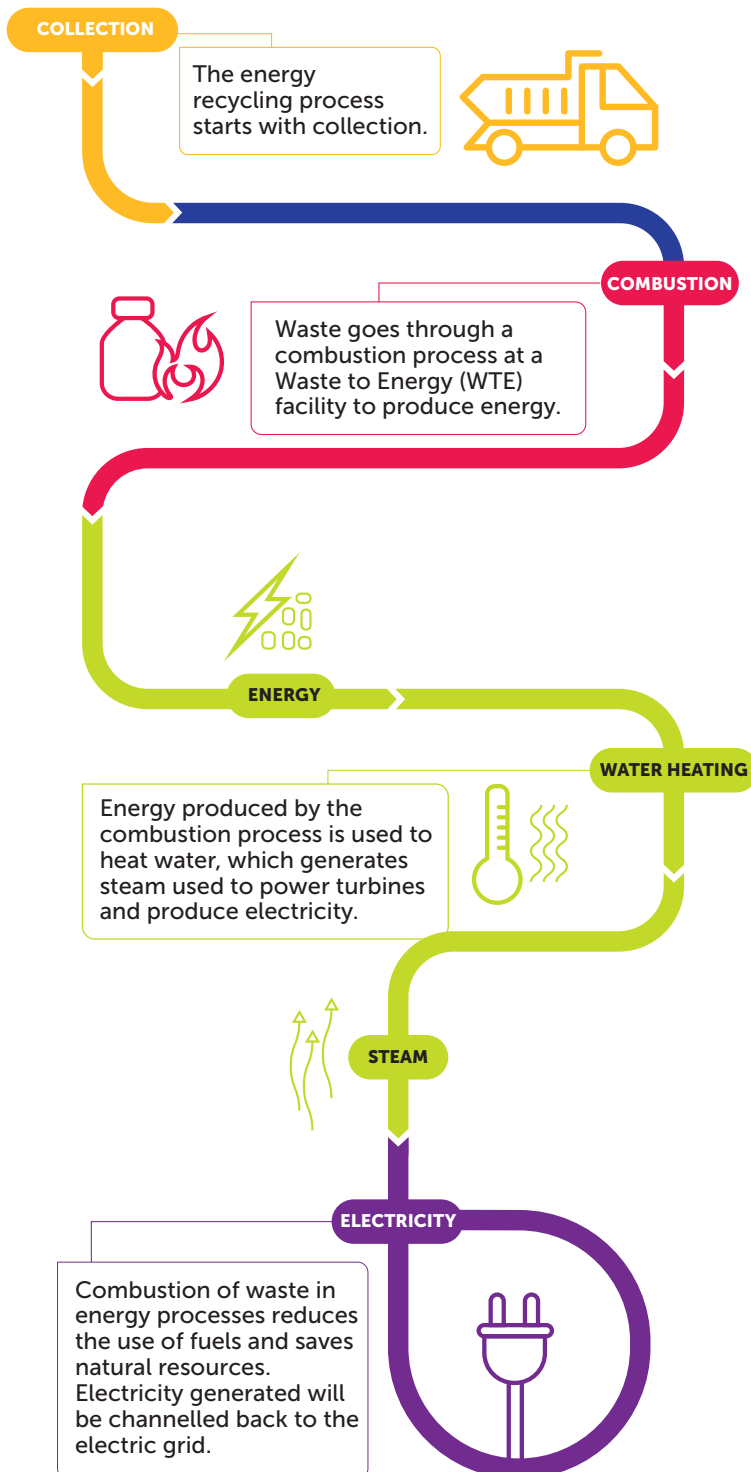 COLLECTION
The energy
recycling process
starts with collection.
COMBUSTION
Waste goes through a
combustion process at a
Waste to Energy (WTE)
facility to produce energy.
ENERGY
WATER HEATING
Energy produced by the
combustion process is used to
heat water, which generates
steam used to power turbines
and produce electricity.
STEAM
ELECTRICITY
Combustion of waste in
energy processes reduces
the use of fuels and saves
natural resources.
Electricity generated will
be channelled back to the
electric grid.